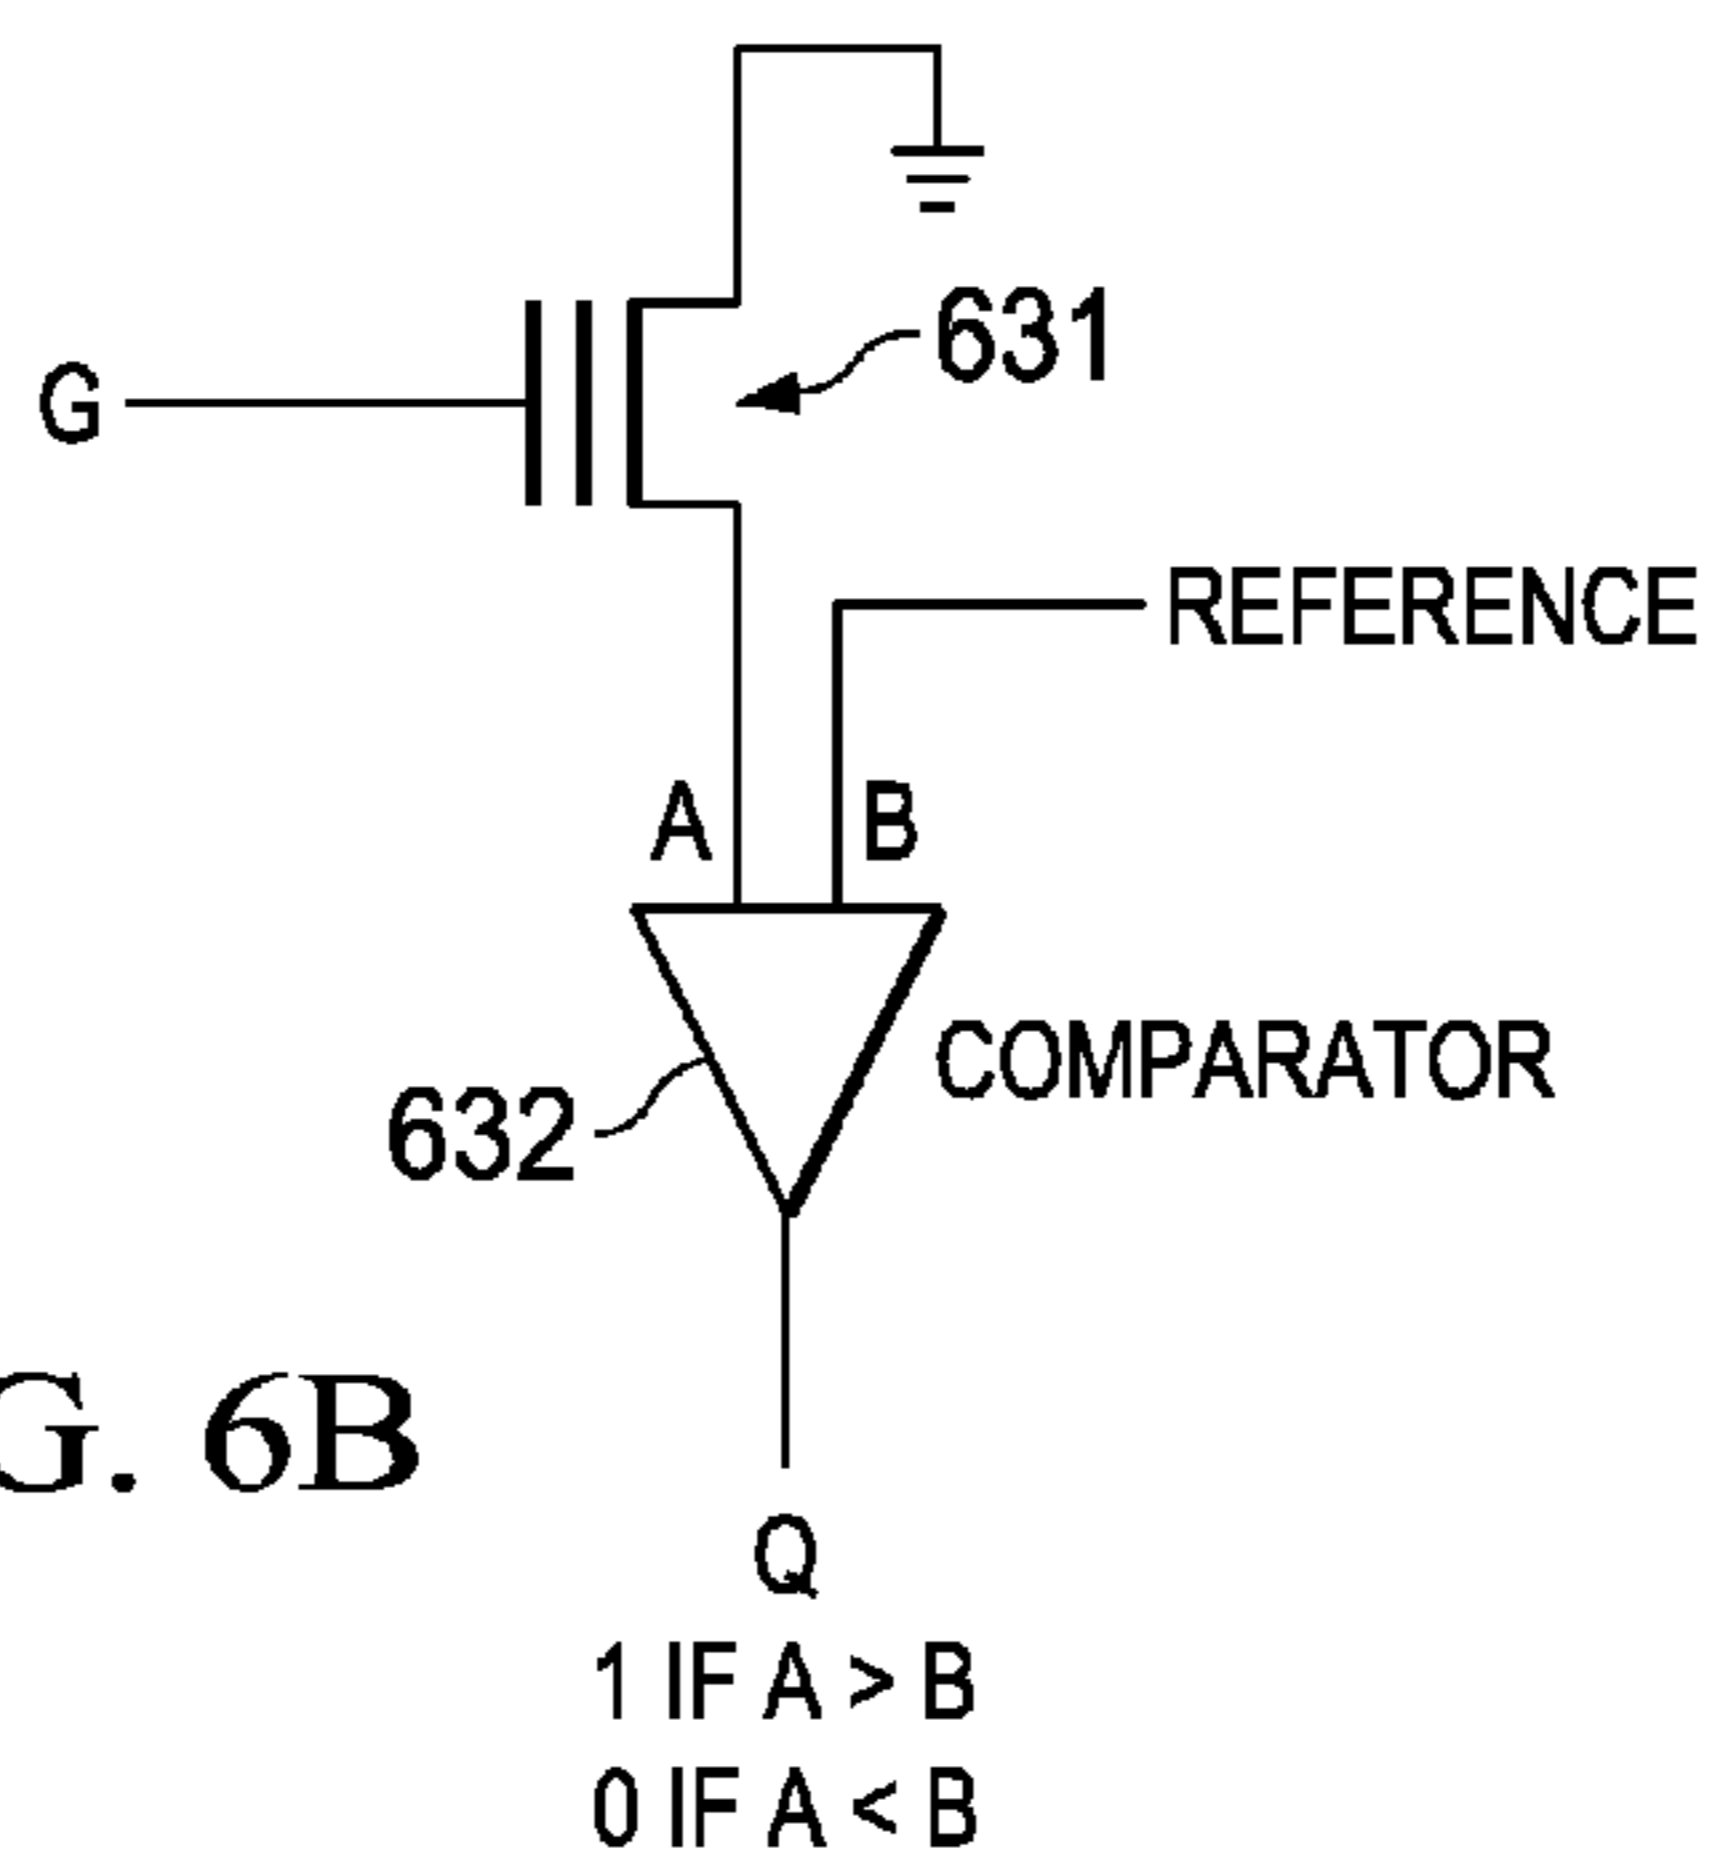 631
G
REFERENCE
A B
COMPARATOR
632
G. 6B
Q
1 IF A > B
0 IF A < B